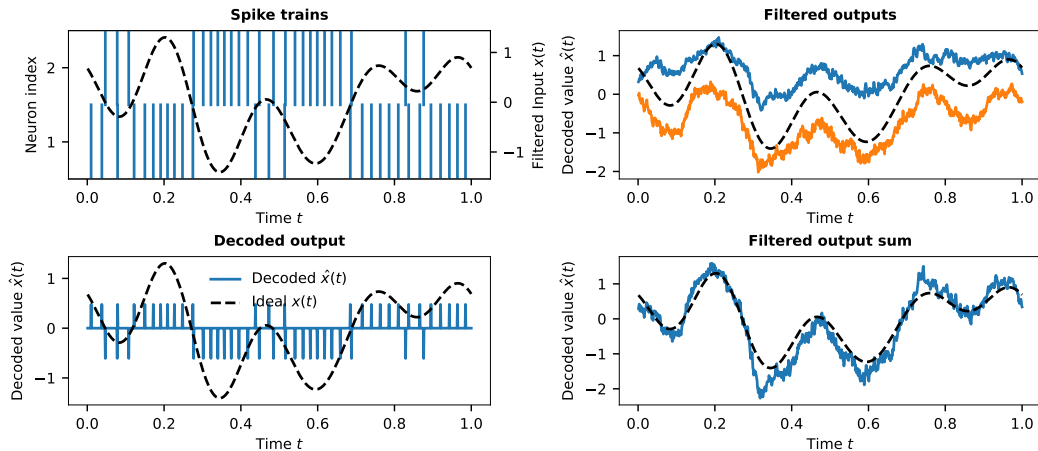 Spike trains
Neuron index
2
1
Filtered Input x(t)
1
0
−1
0.0 0.2 0.4 0.6 0.8 1.0
Time t
Filtered outputs
Decoded value x̂(t)
1
0
−1
−2
0.0 0.2 0.4 0.6 0.8 1.0
Time t
Decoded output
Decoded value x̂(t)
1
0
−1
Decoded x̂(t)
Ideal x(t)
0.0 0.2 0.4 0.6 0.8 1.0
Time t
Filtered output sum
Decoded value x̂(t)
1
0
−1
−2
0.0 0.2 0.4 0.6 0.8 1.0
Time t